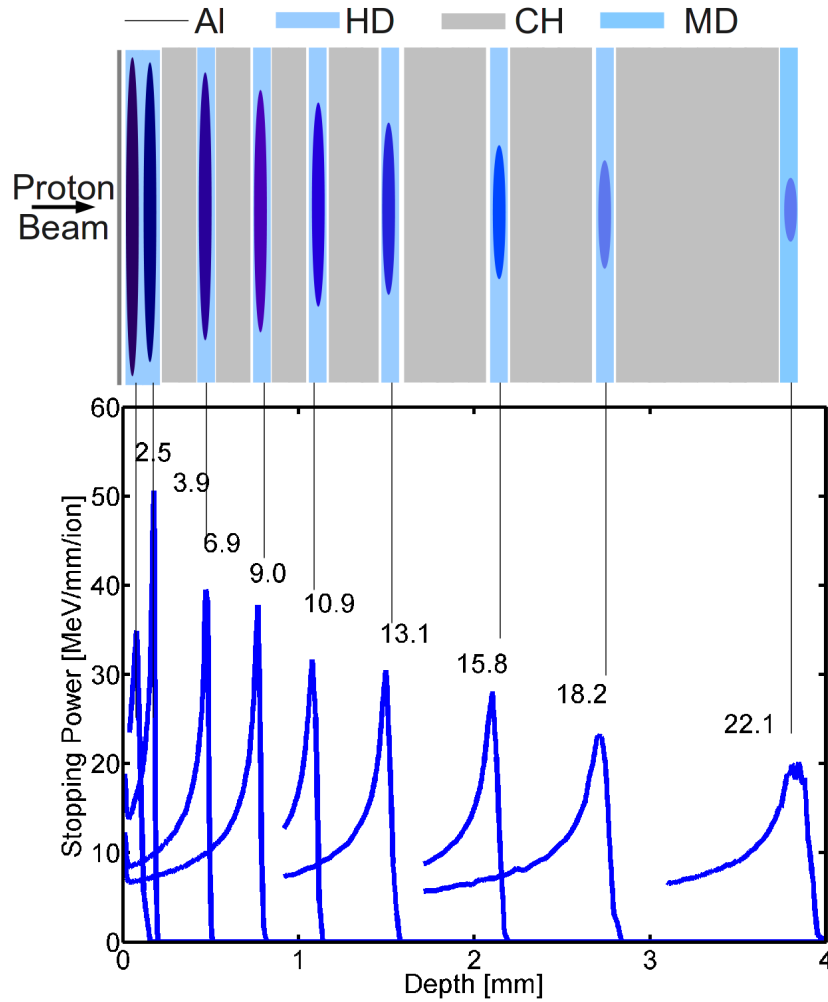 Al HD CH MD
Proton
Beam
Stopping Power [MeV/mm/ion]
60
50
40
30
20
10
0
2.5
3.9
6.9
9.0
10.9
13.1
15.8
18.2
22.1
0 1 2 3 4
Depth [mm]